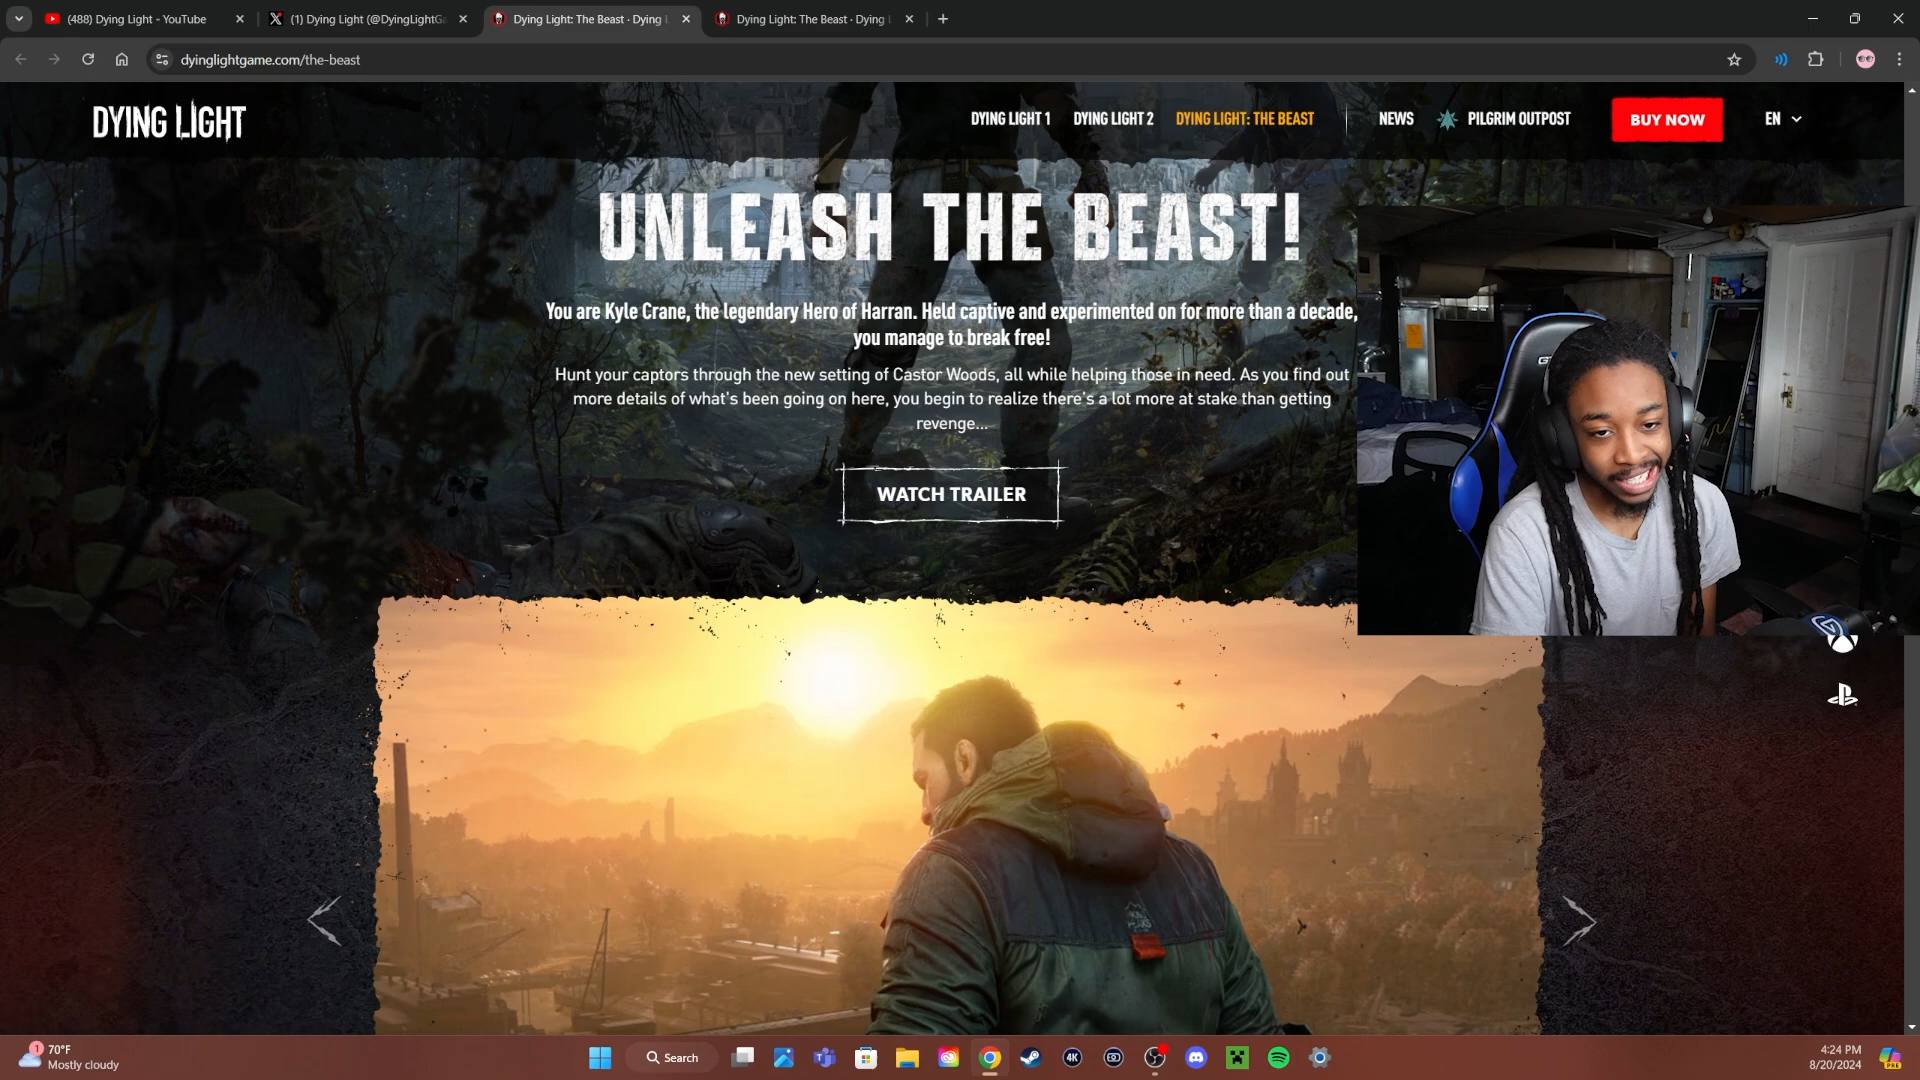 (488) Dying Light - YouTube
(1) Dying Light (@DyingLightGa
Dying Light: The Beast · Dying L
Dying Light: The Beast · Dying L
dyinglightgame.com/the-beast
DYING LIGHT
DYING LIGHT 1
DYING LIGHT 2
DYING LIGHT: THE BEAST
NEWS
PILGRIM OUTPOST
BUY NOW
EN
UNLEASH THE BEAST!
You are Kyle Crane, the legendary Hero of Harran. Held captive and experimented on for more than a decade,
you manage to break free!
Hunt your captors through the new setting of Castor Woods, all while helping those in need. As you find out
more details of what's been going on here, you begin to realize there's a lot more at stake than getting
revenge...
WATCH TRAILER
1
70°F
Mostly cloudy
Search
4K
4:24 PM
8/20/2024
PRE